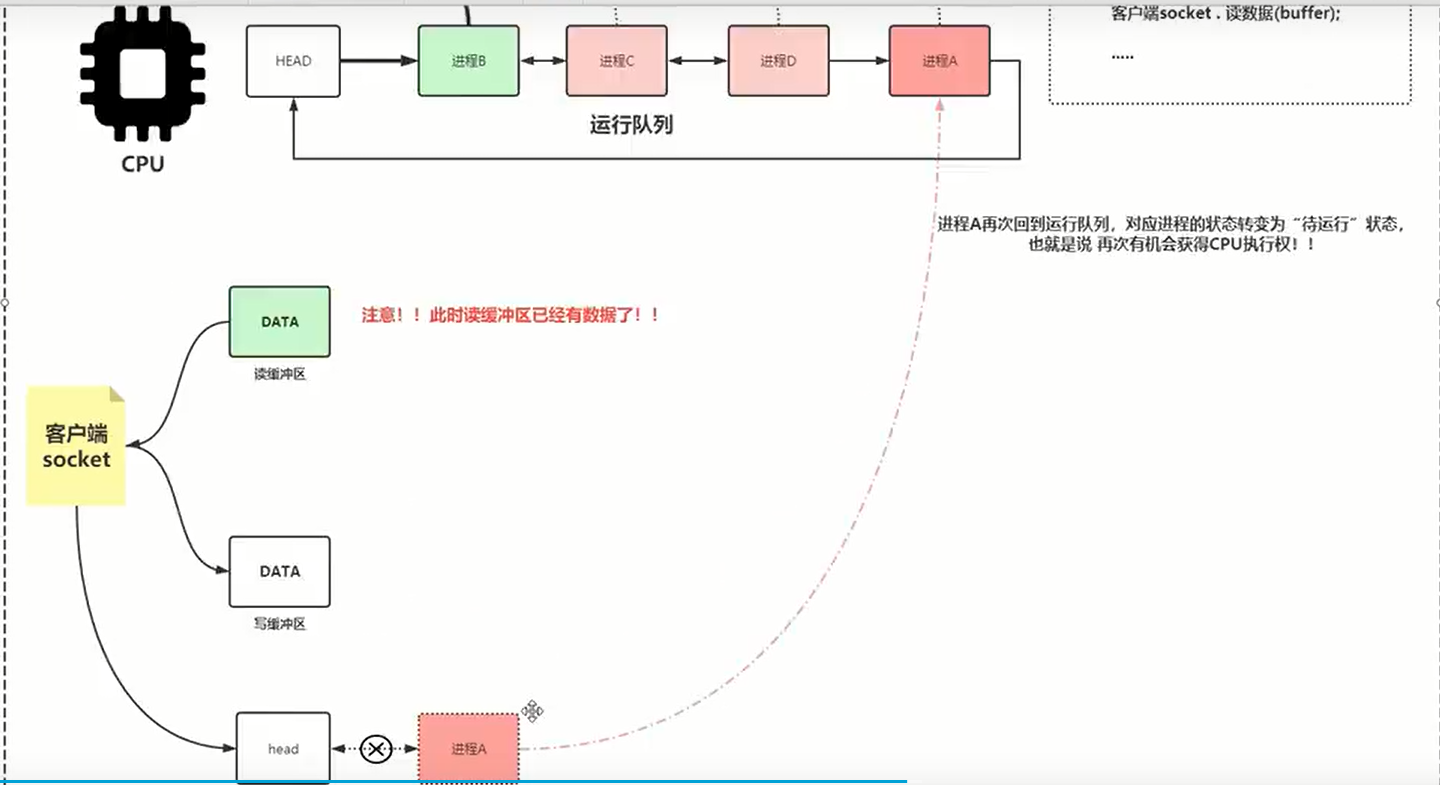 客户端socket . 读数据(buffer);
.....
HEAD
进程B
进程C
进程D
进程A
运行队列
CPU
进程A再次回到运行队列，对应进程的状态转变为“待运行”状态，
也就是说 再次有机会获得CPU执行权！！
DATA
注意！！此时读缓冲区已经有数据了！！
读缓冲区
客户端
socket
DATA
写缓冲区
head
进程A